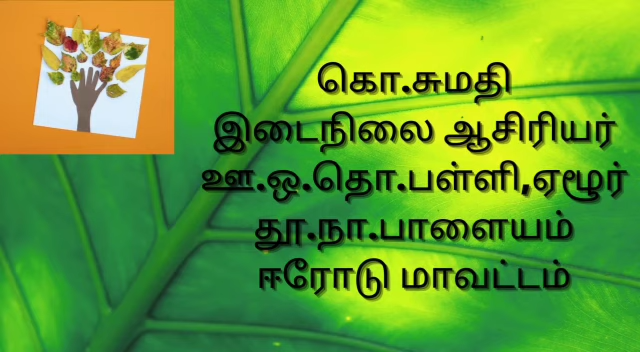 கொ.சுமதி
இடைநிலை ஆசிரியர்
ஊ.ஒ.தொ.பள்ளி,ஏழூர்
தூ.நா.பாளையம்
ஈரோடு மாவட்டம்